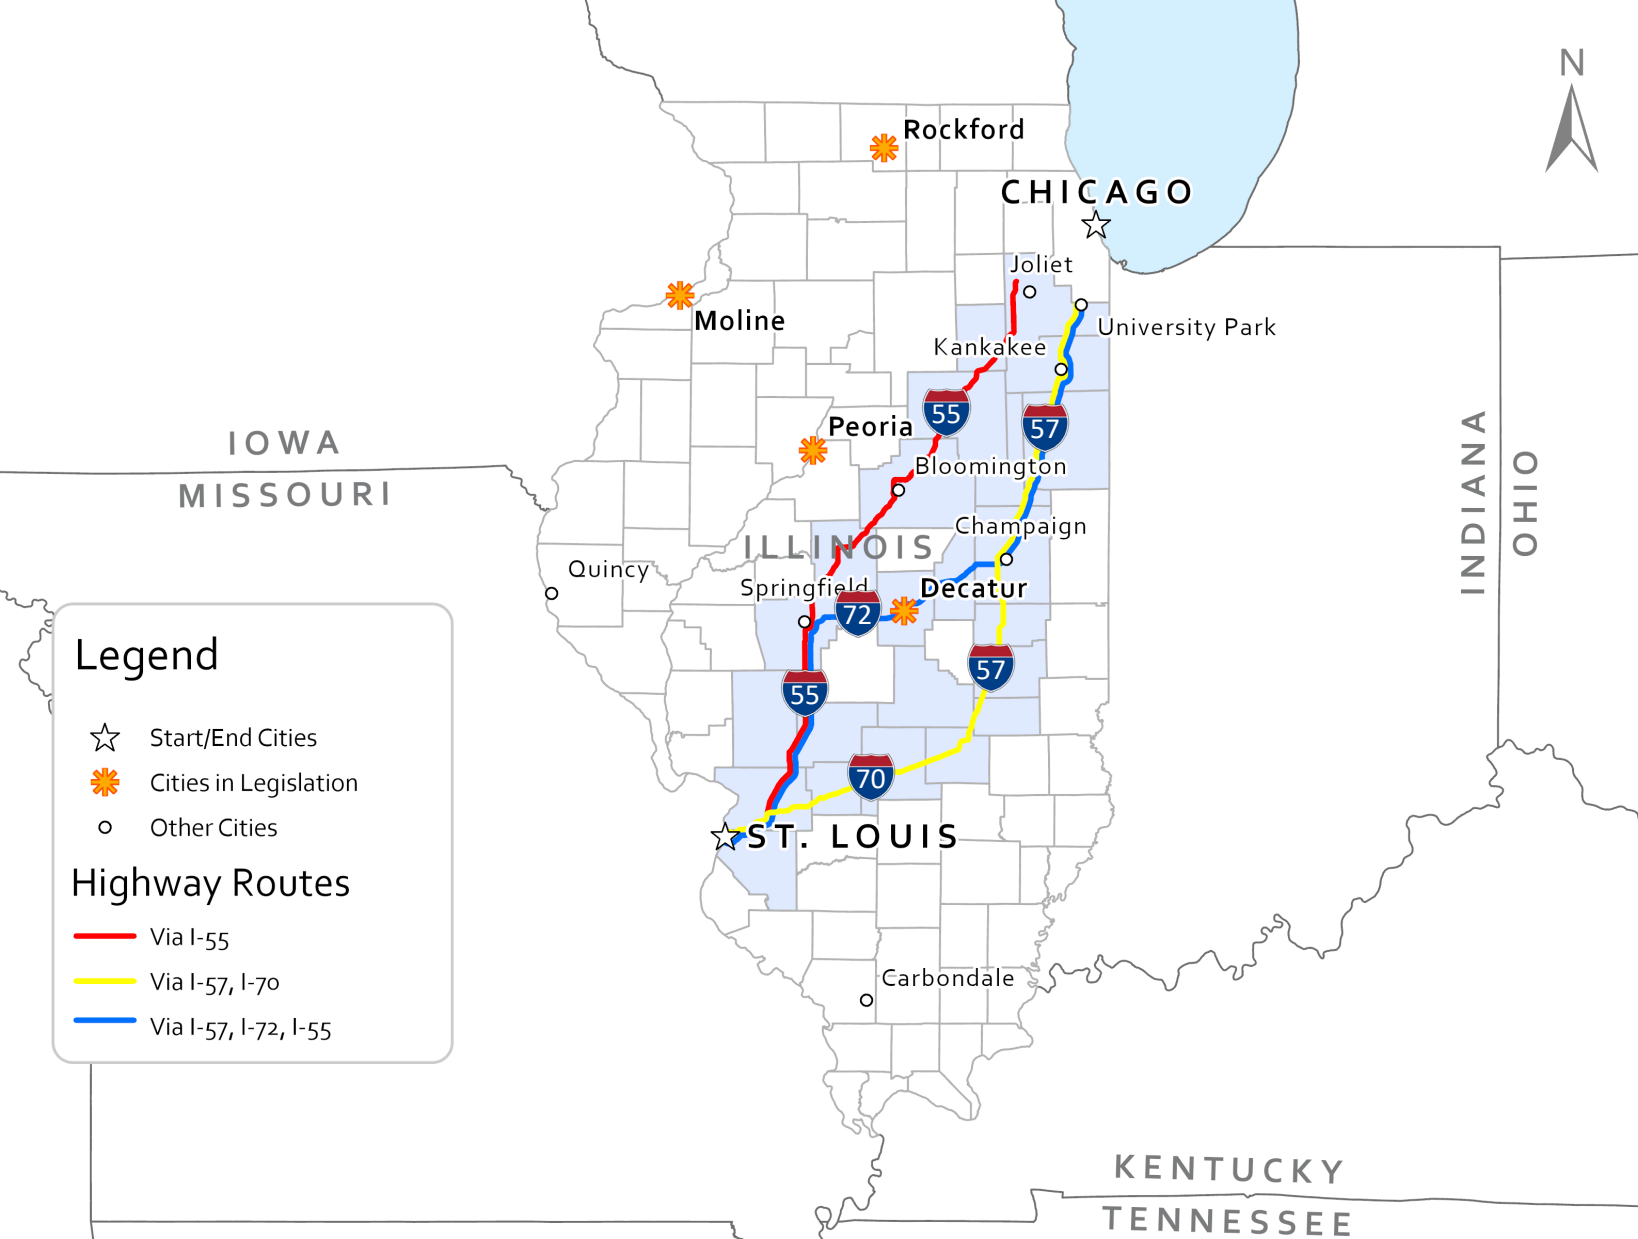 N
Rockford
CHICAGO
Joliet
Moline
University Park
Kankakee
55
57
Peoria
IOWA
MISSOURI
Bloomington
INDIANA
OHIO
Champaign
ILLINOIS
Quincy
Springfield
Decatur
72
57
55
70
ST. LOUIS
Carbondale
KENTUCKY
TENNESSEE
Legend
Start/End Cities
Cities in Legislation
Other Cities
Highway Routes
Via I-55
Via I-57, I-70
Via I-57, I-72, I-55